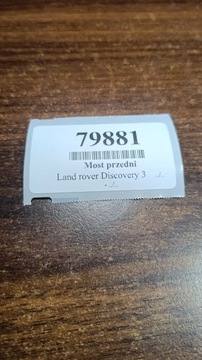 79881
Most przedni
Land rover Discovery 3